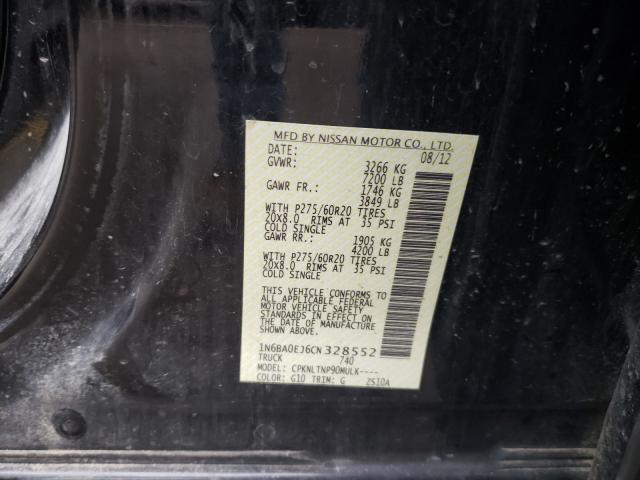 MFD BY NISSAN MOTOR CO., LTD.
DATE: 08/12
GVWR: 3266 KG
7200 LB
GAWR FR.: 1746 KG
3849 LB
WITH P275/60R20 TIRES
20X8.0 RIMS AT 35 PSI
COLD SINGLE
GAWR RR.: 1905 KG
4200 LB
WITH P275/60R20 TIRES
20X8.0 RIMS AT 35 PSI
COLD SINGLE
THIS VEHICLE CONFORMS TO
ALL APPLICABLE FEDERAL
MOTOR VEHICLE SAFETY
STANDARDS IN EFFECT ON
THE DATE OF MANUFACTURE
SHOWN ABOVE.
1N6BA0EJ6CN328552
TRUCK 740
MODEL: CPKNLTNP90MULK----
COLOR: G10 TRIM: G 2S10A